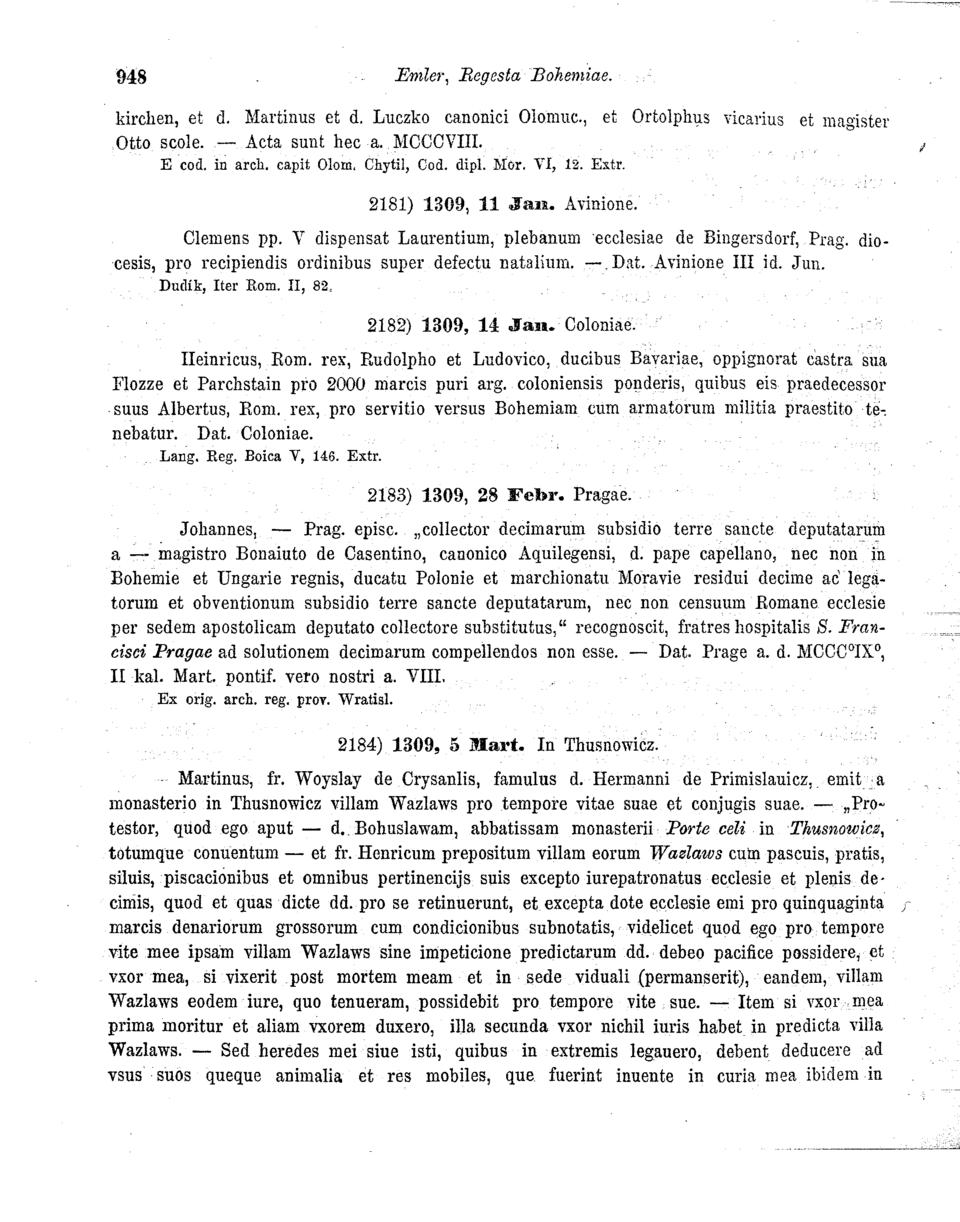 948 Emler, Regesta Bohemiae.
kirchen, et d. Martinus et d. Luczko canonici Olomuc., et Ortolphus vicarius et magister
Otto scole. — Acta sunt hec a. MCCCVIII.
E cod. in arch. capit Olom. Chytil, Cod. dipl. Mor. VI, 12. Extr.
2181) 1309, 11 Jan. Avinione.
Clemens pp. V dispensat Laurentium, plebanum ecclesiae de Bingersdorf, Prag. dio-
cesis, pro recipiendis ordinibus super defectu natalium. — Dat. Avinione III id. Jun.
Dudík, Iter Rom. II, 82.
2182) 1309, 14 Jan. Coloniae.
Heinricus, Rom. rex, Rudolpho et Ludovico, ducibus Bavariae, oppignorat castra sua
Flozze et Parchstain pro 2000 marcis puri arg. coloniensis ponderis, quibus eis praedecessor
suus Albertus, Rom. rex, pro servitio versus Bohemiam cum armatorum militia praestito te-
nebatur. Dat. Coloniae.
Lang. Reg. Boica V, 146. Extr.
2183) 1309, 28 Febr. Pragae.
Johannes, — Prag. episc. „collector decimarum subsidio terre sancte deputatarum
a — magistro Bonaiuto de Casentino, canonico Aquilegensi, d. pape capellano, nec non in
Bohemie et Ungarie regnis, ducatu Polonie et marchionatu Moravie residui decime ac lega-
torum et obventionum subsidio terre sancte deputatarum, nec non censuum Romane ecclesie
per sedem apostolicam deputato collectore substitutus,“ recognoscit, fratres hospitalis S. Fran-
cisci Pragae ad solutionem decimarum compellendos non esse. — Dat. Prage a. d. MCCC⁰IX⁰,
II kal. Mart. pontif. vero nostri a. VIII.
Ex orig. arch. reg. prov. Wratisl.
2184) 1309, 5 Mart. In Thusnowicz.
Martinus, fr. Woyslay de Crysanlis, famulus d. Hermanni de Primislauicz, emit a
monasterio in Thusnowicz villam Wazlaws pro tempore vitae suae et conjugis suae. — „Pro-
testor, quod ego aput — d. Bohuslawam, abbatissam monasterii Porte celi in Thusnowicz,
totumque conuentum — et fr. Henricum prepositum villam eorum Wazlaws cum pascuis, pratis,
siluis, piscacionibus et omnibus pertinencijs suis excepto iurepatronatus ecclesie et plenis de-
cimis, quod et quas dicte dd. pro se retinuerunt, et excepta dote ecclesie emi pro quinquaginta
marcis denariorum grossorum cum condicionibus subnotatis, videlicet quod ego pro tempore
vite mee ipsam villam Wazlaws sine impeticione predictarum dd. debeo pacifice possidere, et
vxor mea, si vixerit post mortem meam et in sede viduali (permanserit), eandem, villam
Wazlaws eodem iure, quo tenueram, possidebit pro tempore vite sue. — Item si vxor mea
prima moritur et aliam vxorem duxero, illa secunda vxor nichil iuris habet in predicta villa
Wazlaws. — Sed heredes mei siue isti, quibus in extremis legauero, debent deducere ad
vsus suos queque animalia et res mobiles, que fuerint inuente in curia mea ibidem in